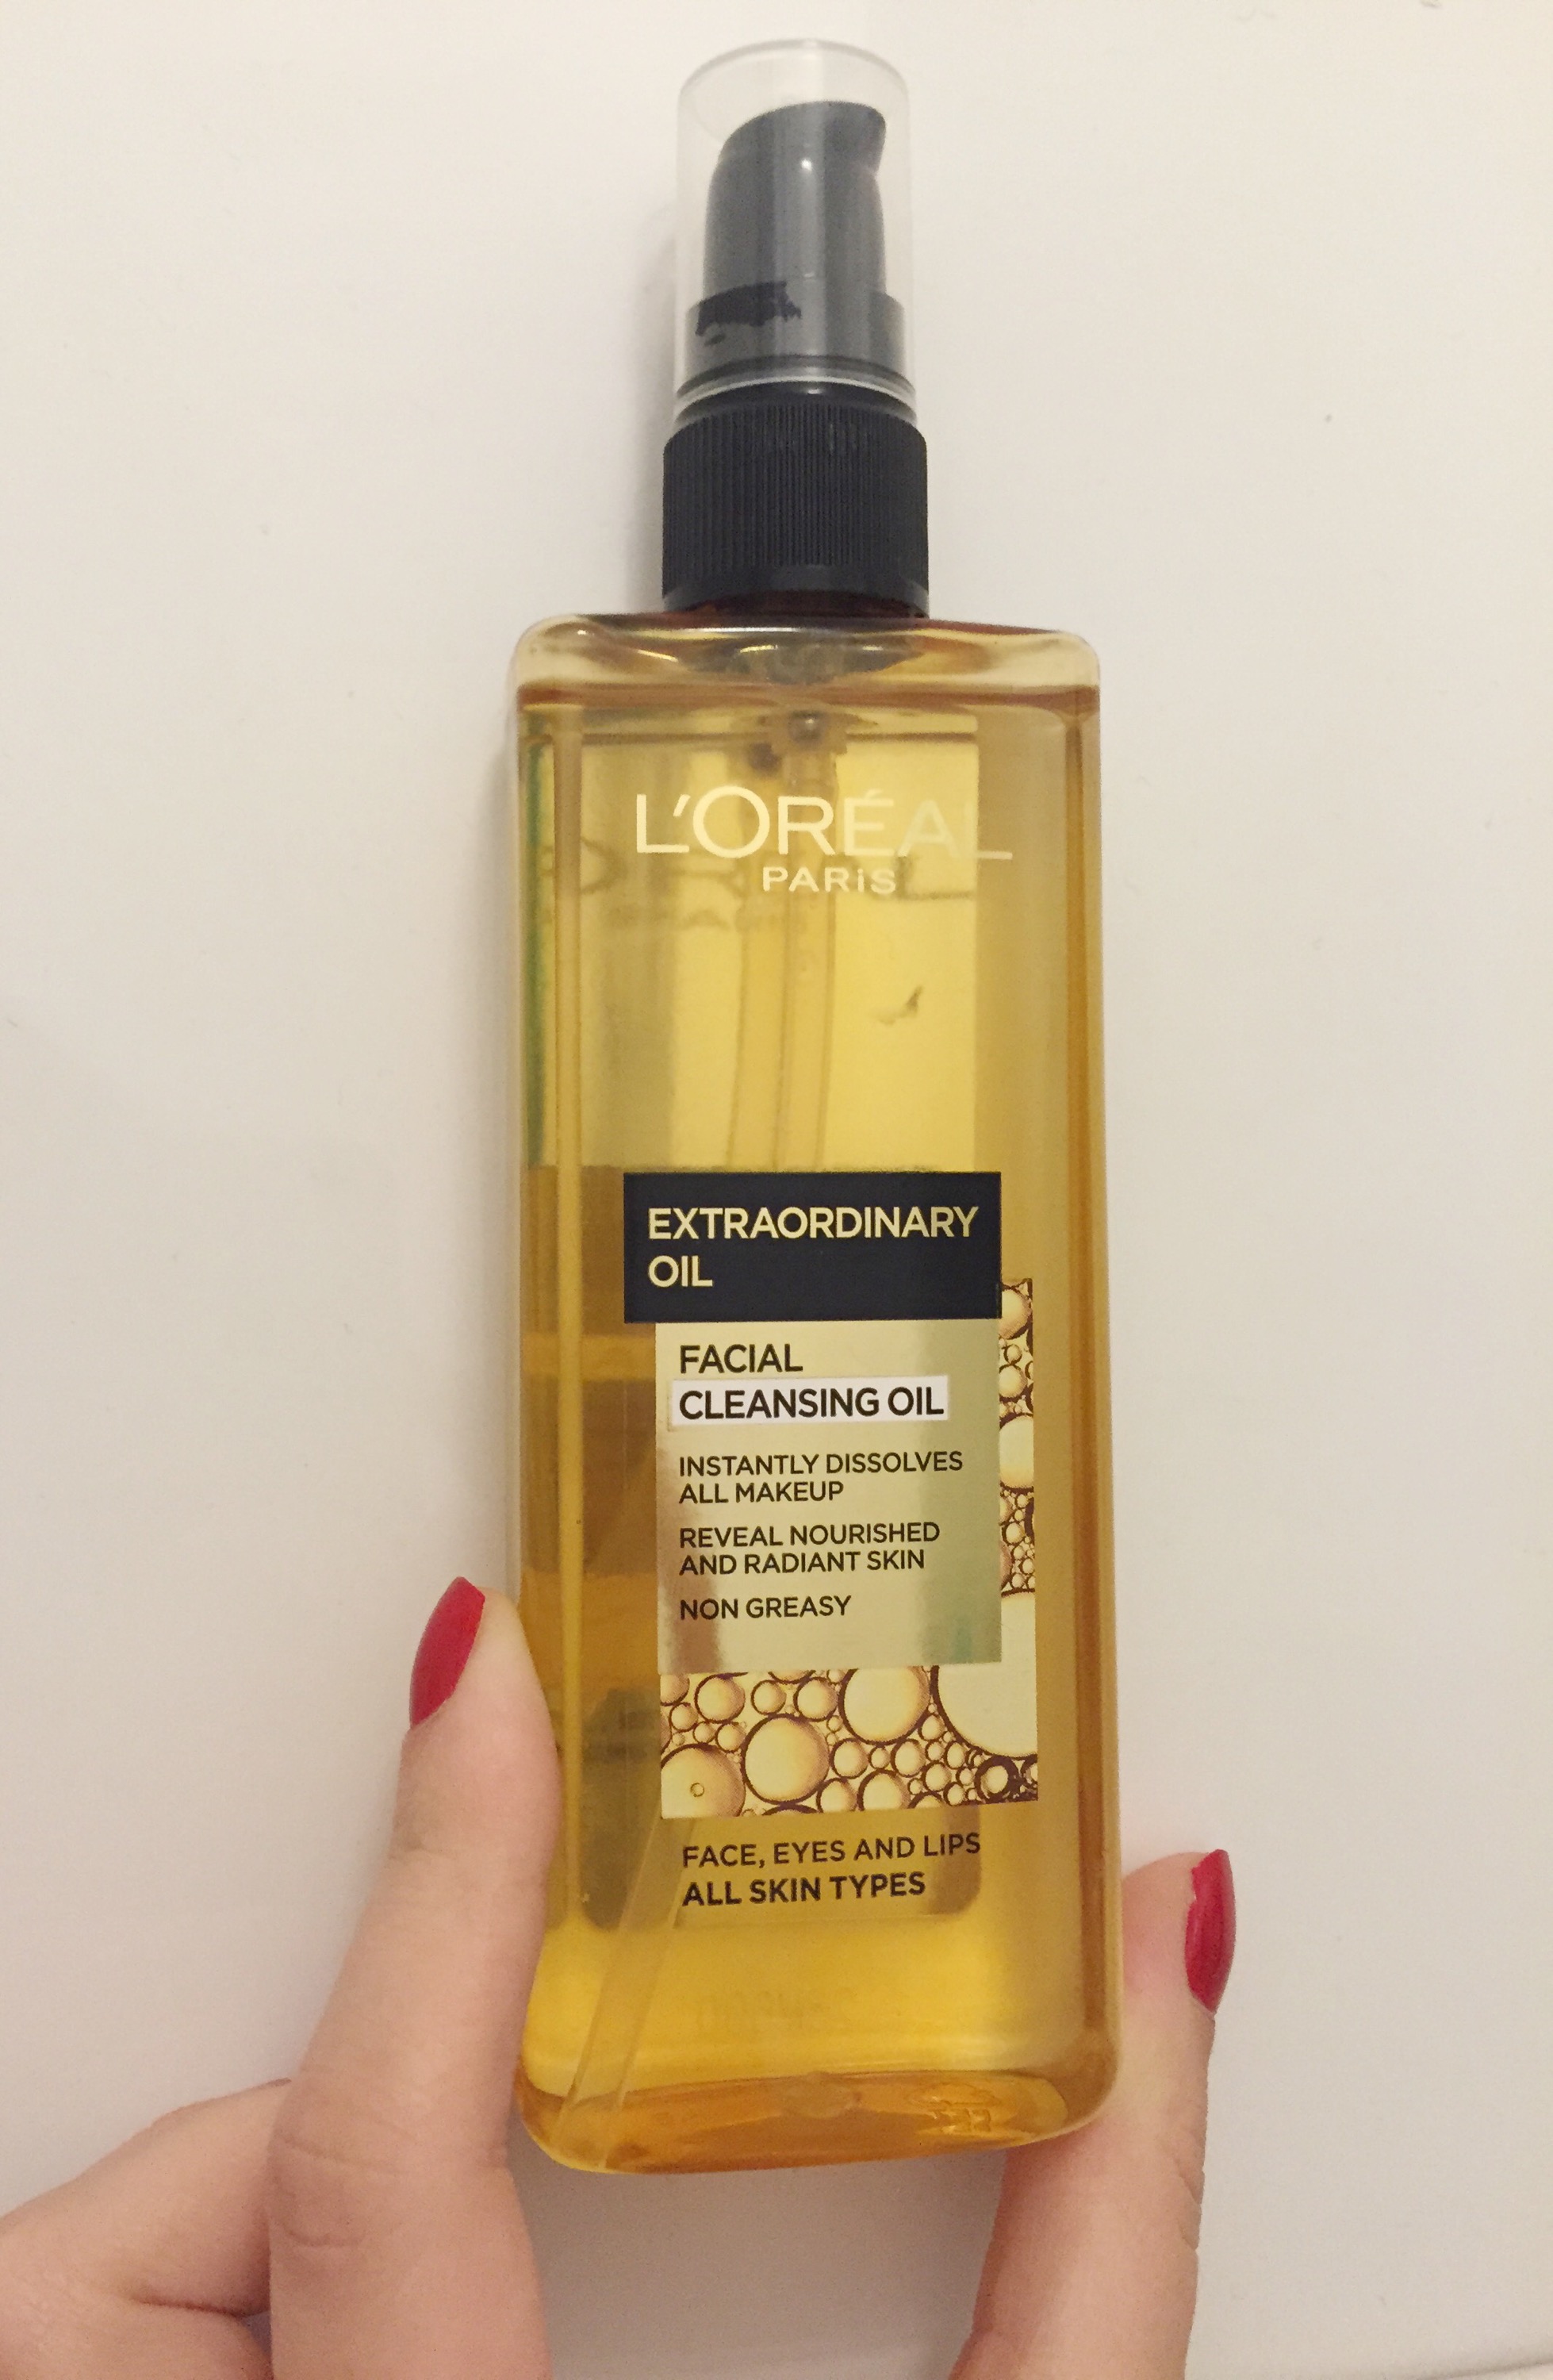 L'ORÉAL
PARiS
EXTRAORDINARY
OIL
FACIAL
CLEANSING OIL
INSTANTLY DISSOLVES
ALL MAKEUP
REVEAL NOURISHED
AND RADIANT SKIN
NON GREASY
FACE, EYES AND LIPS
ALL SKIN TYPES